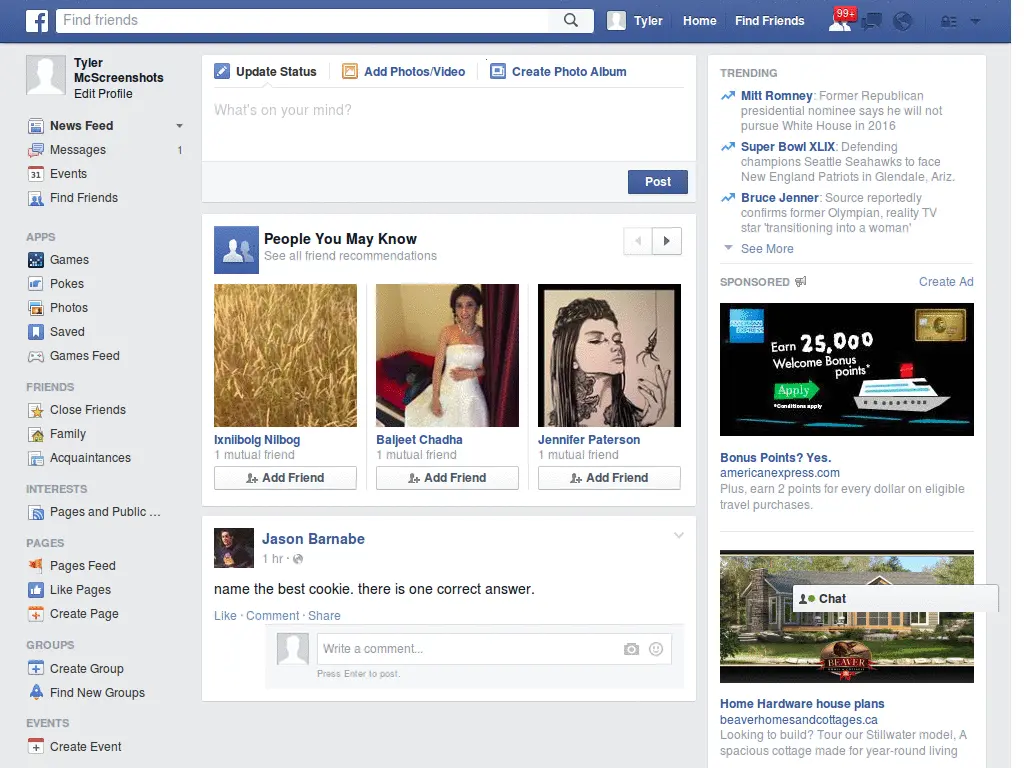 f
Find friends
Tyler
Home
Find Friends
99+
Tyler
McScreenshots
Edit Profile
News Feed
Messages 1
31 Events
Find Friends
APPS
Games
Pokes
Photos
Saved
Games Feed
FRIENDS
Close Friends
Family
Acquaintances
INTERESTS
Pages and Public ...
PAGES
Pages Feed
Like Pages
Create Page
GROUPS
Create Group
Find New Groups
EVENTS
Create Event
Update Status
Add Photos/Video
Create Photo Album
What's on your mind?
Post
People You May Know
See all friend recommendations
Ixniibolg Nilbog
1 mutual friend
Add Friend
Baljeet Chadha
1 mutual friend
Add Friend
Jennifer Paterson
1 mutual friend
Add Friend
Jason Barnabe
1 hr ·
name the best cookie. there is one correct answer.
Like · Comment · Share
Write a comment...
Press Enter to post.
TRENDING
Mitt Romney: Former Republican
presidential nominee says he will not
pursue White House in 2016
Super Bowl XLIX: Defending
champions Seattle Seahawks to face
New England Patriots in Glendale, Ariz.
Bruce Jenner: Source reportedly
confirms former Olympian, reality TV
star 'transitioning into a woman'
See More
SPONSORED
Create Ad
AMERICAN
EXPRESS
Earn 25,000
Welcome Bonus
points*
Apply
*Conditions apply
Bonus Points? Yes.
americanexpress.com
Plus, earn 2 points for every dollar on eligible
travel purchases.
Chat
BEAVER
Home Hardware house plans
beaverhomesandcottages.ca
Looking to build? Tour our Stillwater model, A
spacious cottage made for year-round living